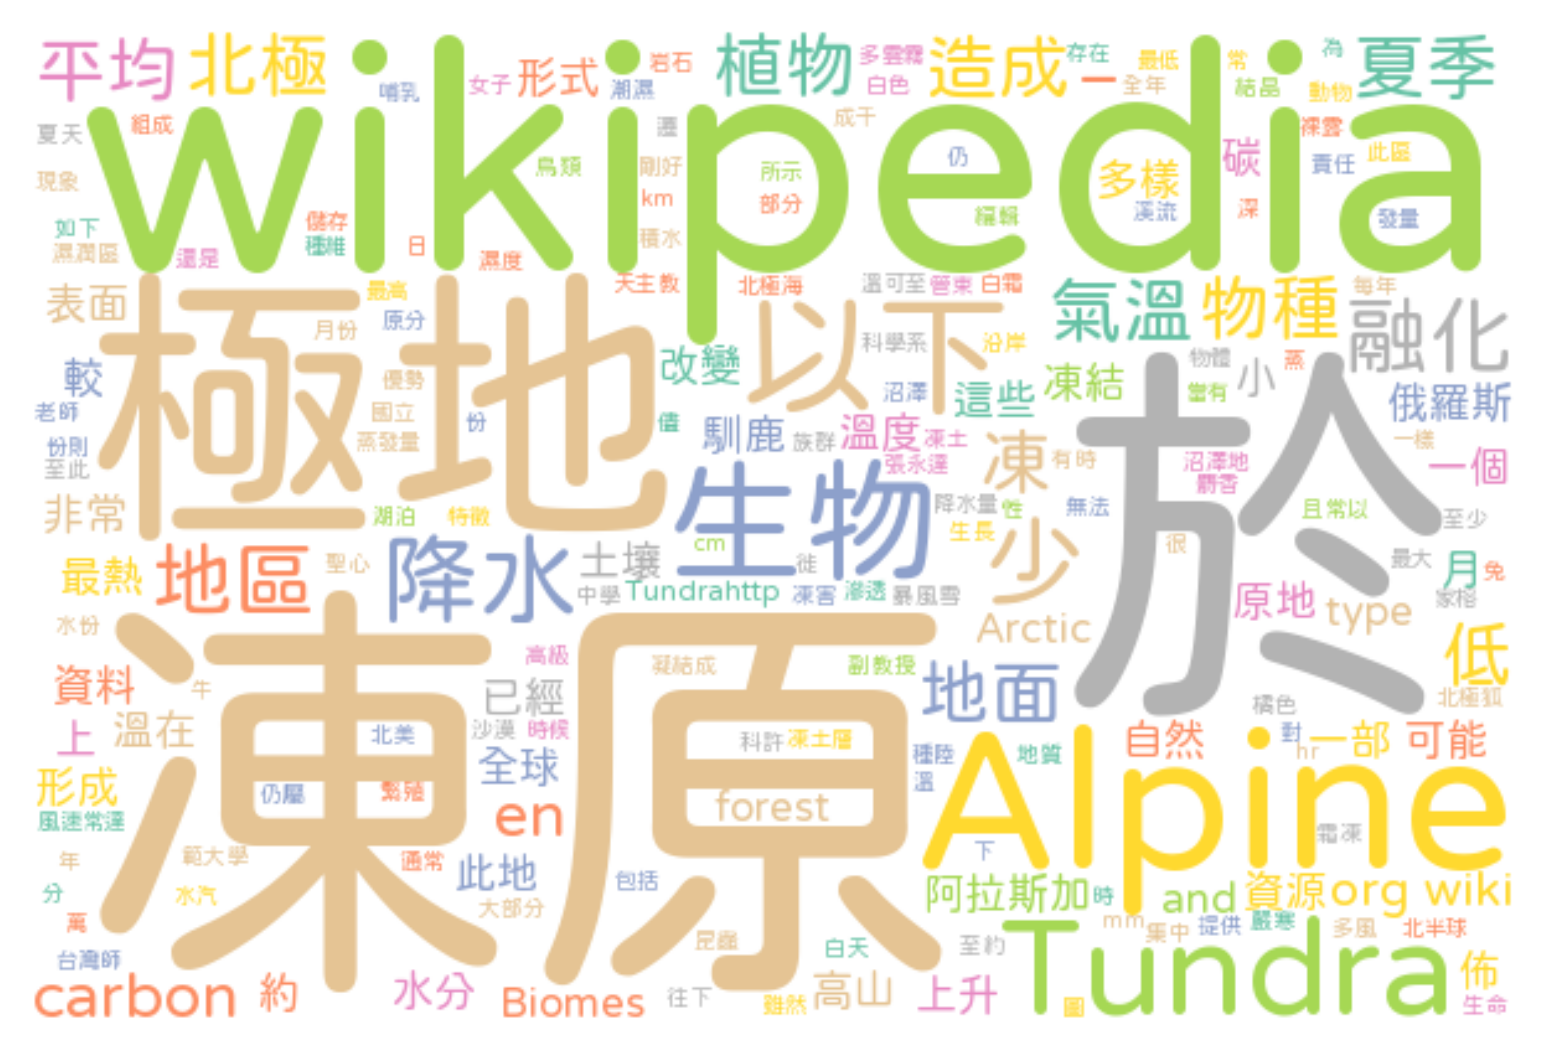 平均 北極 wikipedia 植物 多雲霧 造成 存在 一 最低 全年 常 為 夏季
哺乳 女子 形式 岩石 潮濕 白色 結晶 動物
夏天 組成 成千 裸露
現象 鳥類 剛好 所示 仍 多樣 碳 責任 此區
km 部分 溪流 深
如下 儲存 種維 日 編輯 發量
濕潤區 還是 濕度 積水
表面 極地 最高 天主教 北極海 溫可至 管東 白霜 氣溫 物種 每年
月份 原分 以下 科學系 沿岸 融化
較 優勢 改變 物體 蒸 小
老師 國立 沼澤 這些 凍結 當有 俄羅斯
份則 蒸發量 份 儘 馴鹿 族群 溫度 凍土 凍 有時 於 一樣
至此 張永達 沼澤地 一個
麝香
非常 湖泊 特徵 生物 降水量 性 無法 且常以 至少
生長 少 很
最熱 地區 聖心 降水 土壤 cm 徙 最大 月 兔
中學 Tundrahttp 凍害 滲透 暴風雪 原地 type
水份 凍原 Arctic 低
資料 牛 高級 凝結成 副教授 地面 北極狐
已經 橘色
上 溫在 北美 沙漠 時候 科許 凍土層 種陸 Alpine 地質 自然 對 一部 可能
全球 溫 hr
形成 仍屬 繁殖 en forest
風速常達 霜凍
年 範大學 通常 此地 包括 下
分 水汽 大部分 阿拉斯加 時 and 資源 org wiki
萬 mm 集中 提供 嚴寒 多風 北半球
台灣師 昆蟲 白天 至約 Tundra
carbon 約 水分 Biomes 往下 雖然 高山 上升 圖 佈
生命